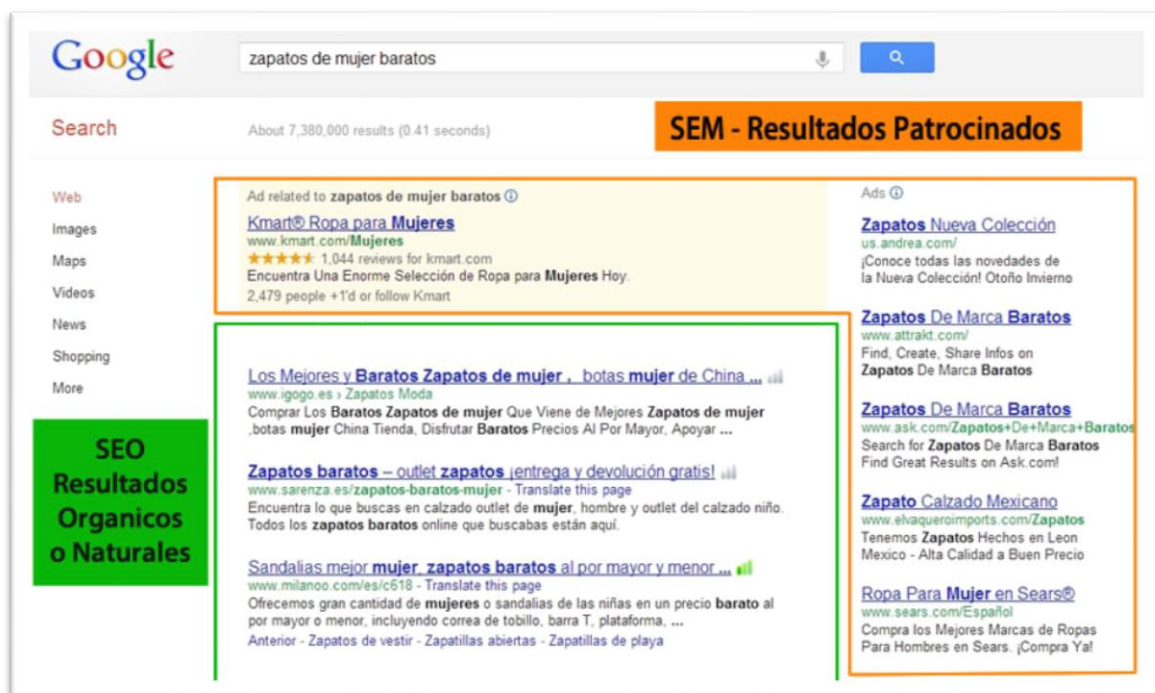 Google
zapatos de mujer baratos
Search
About 7,380,000 results (0.41 seconds)
SEM - Resultados Patrocinados
Web
Images
Maps
Videos
News
Shopping
More
SEO
Resultados
Organicos
o Naturales
Ad related to zapatos de mujer baratos
Kmart® Ropa para Mujeres
www.kmart.com/Mujeres
1,044 reviews for kmart.com
Encuentra Una Enorme Selección de Ropa para Mujeres Hoy.
2,479 people +1'd or follow Kmart
Los Mejores y Baratos Zapatos de mujer , botas mujer de China ...
www.igogo.es › Zapatos Moda
Comprar Los Baratos Zapatos de mujer Que Viene de Mejores Zapatos de mujer
,botas mujer China Tienda, Disfrutar Baratos Precios Al Por Mayor, Apoyar ...
Zapatos baratos – outlet zapatos ¡entrega y devolución gratis!
www.sarenza.es/zapatos-baratos-mujer - Translate this page
Encuentra lo que buscas en calzado outlet de mujer, hombre y outlet del calzado niño.
Todos los zapatos baratos online que buscabas están aquí.
Sandalias mejor mujer, zapatos baratos al por mayor y menor ...
www.milanoo.com/es/c618 - Translate this page
Ofrecemos gran cantidad de mujeres o sandalias de las niñas en un precio barato al
por mayor o menor, incluyendo correa de tobillo, barra T, plataforma, ...
Anterior - Zapatos de vestir - Zapatillas abiertas - Zapatillas de playa
Ads
Zapatos Nueva Colección
us.andrea.com/
¡Conoce todas las novedades de
la Nueva Colección! Otoño Invierno
Zapatos De Marca Baratos
www.attrakt.com/
Find, Create, Share Infos on
Zapatos De Marca Baratos
Zapatos De Marca Baratos
www.ask.com/Zapatos+De+Marca+Baratos
Search for Zapatos De Marca Baratos
Find Great Results on Ask.com!
Zapato Calzado Mexicano
www.elvaqueroimports.com/Zapatos
Tenemos Zapatos Hechos en Leon
Mexico - Alta Calidad a Buen Precio
Ropa Para Mujer en Sears®
www.sears.com/Español
Compra los Mejores Marcas de Ropas
Para Hombres en Sears. ¡Compra Ya!